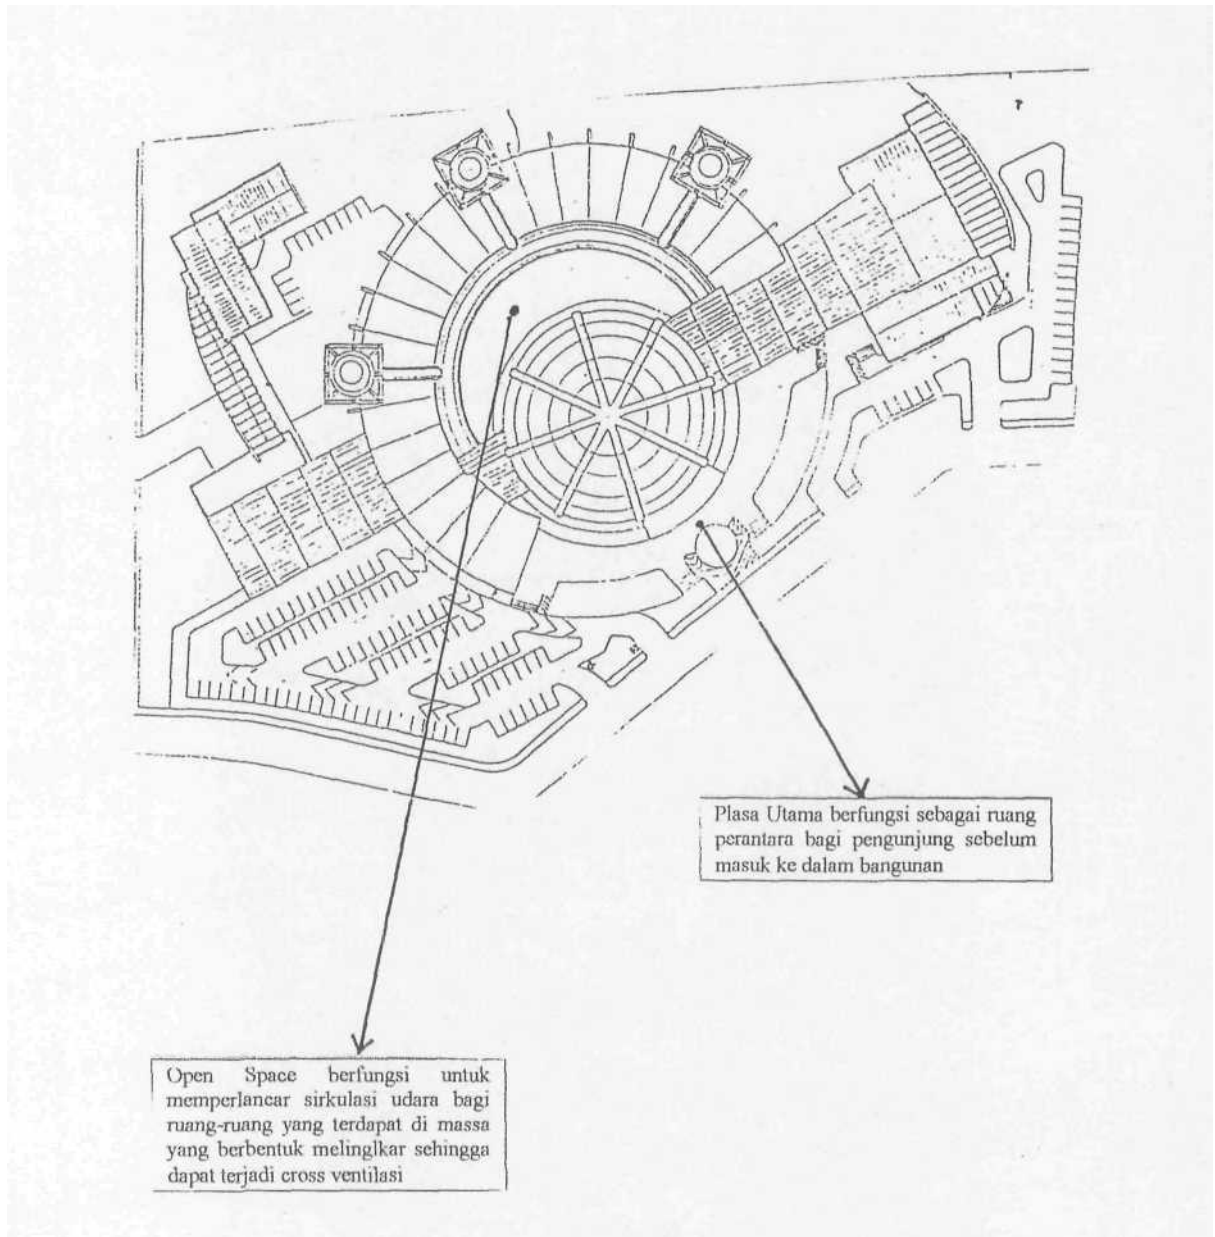 Plasa Utama berfungsi sebagai ruang
perantara bagi pengunjung sebelum
masuk ke dalam bangunan
Open Space berfungsi untuk
memperlancar sirkulasi udara bagi
ruang-ruang yang terdapat di massa
yang berbentuk melinglkar sehingga
dapat terjadi cross ventilasi